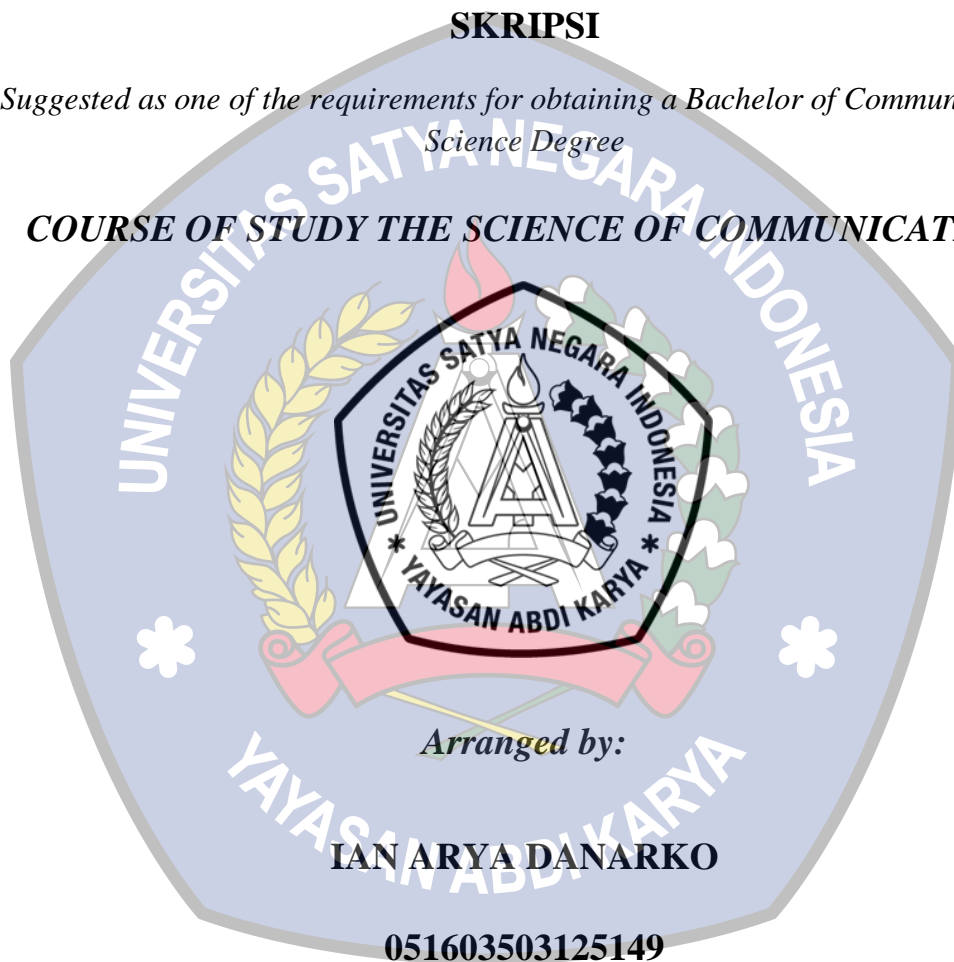 SKRIPSI
Suggested as one of the requirements for obtaining a Bachelor of Commun
Science Degree
COURSE OF STUDY THE SCIENCE OF COMMUNICAT
UNIVERSITAS SATYA NEGARA INDONESIA
UNIVERSITAS SATYA NEGARA INDONESIA
* YAYASAN ABDI KARYA *
Arranged by:
* YAYASAN ABDI KARYA *
IAN ARYA DANARKO
051603503125149